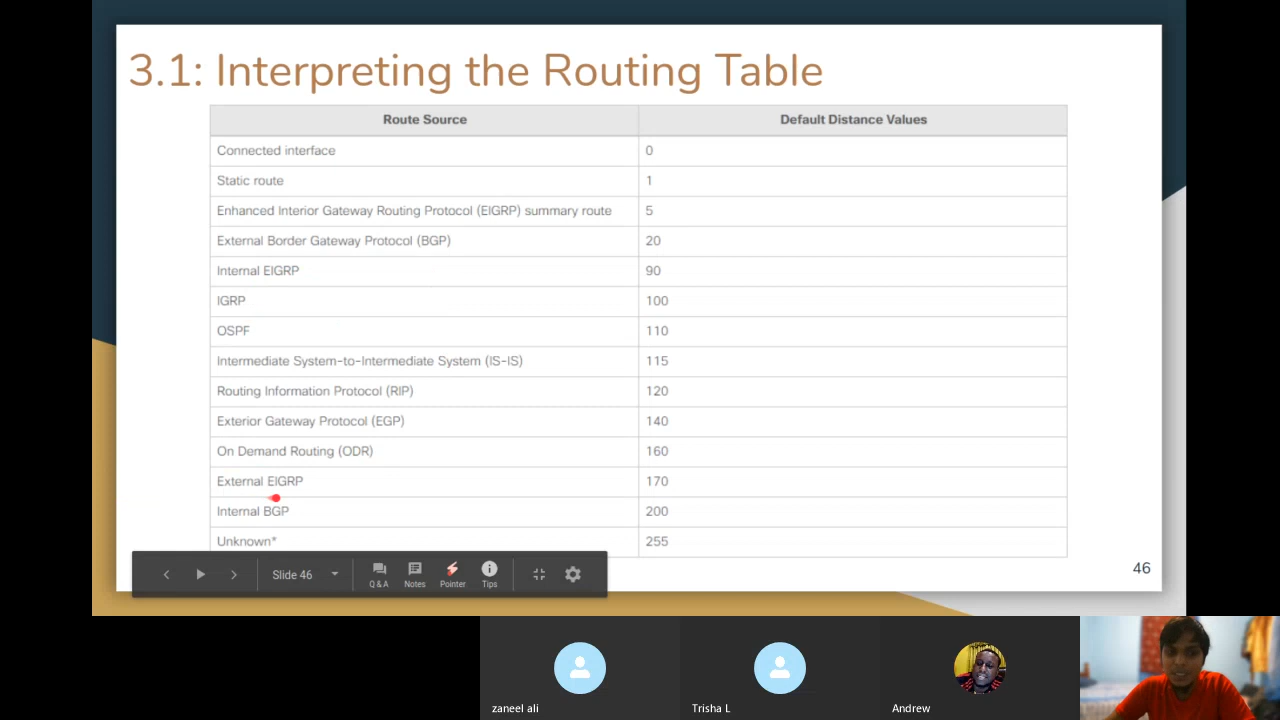 3.1: Interpreting the Routing Table
Route Source Default Distance Values
Connected interface 0
Static route 1
Enhanced Interior Gateway Routing Protocol (EIGRP) summary route 5
External Border Gateway Protocol (BGP) 20
Internal EIGRP 90
IGRP 100
OSPF 110
Intermediate System-to-Intermediate System (IS-IS) 115
Routing Information Protocol (RIP) 120
Exterior Gateway Protocol (EGP) 140
On Demand Routing (ODR) 160
External EIGRP 170
Internal BGP 200
Unknown* 255
Slide 46
Q & A Notes Pointer Tips
46
zaneel ali Trisha L Andrew